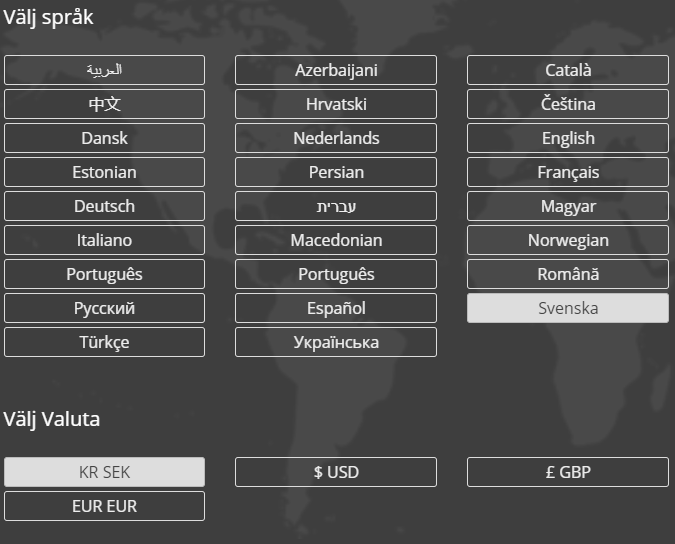 Välj språk
العربية
Azerbaijani
Català
中文
Hrvatski
Čeština
Dansk
Nederlands
English
Estonian
Persian
Français
Deutsch
עברית
Magyar
Italiano
Macedonian
Norwegian
Português
Português
Română
Русский
Español
Svenska
Türkçe
Українська
Välj Valuta
KR SEK
$ USD
£ GBP
EUR EUR